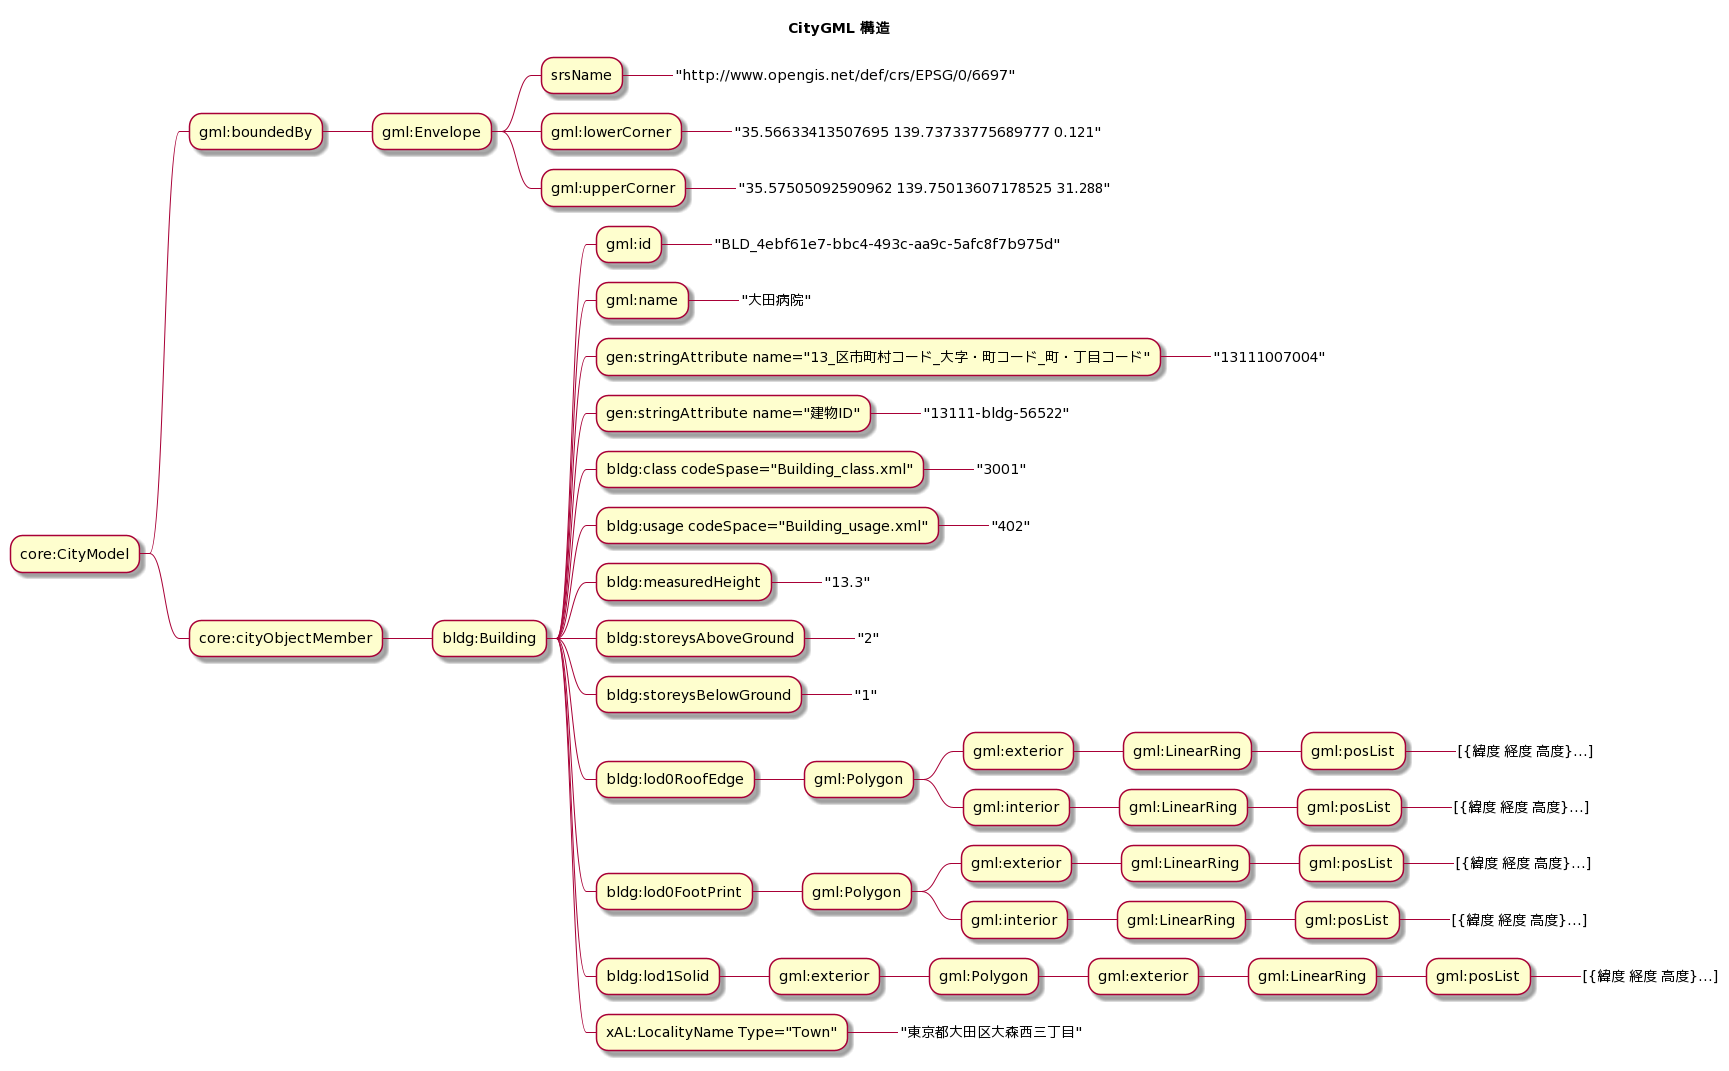 CityGML 構造
srsName "http://www.opengis.net/def/crs/EPSG/0/6697"
gml:boundedBy gml:Envelope gml:lowerCorner "35.56633413507695 139.73733775689777 0.121"
gml:upperCorner "35.57505092590962 139.75013607178525 31.288"
gml:id "BLD_4ebf61e7-bbc4-493c-aa9c-5afc8f7b975d"
gml:name "大田病院"
gen:stringAttribute name="13_区市町村コード_大字・町コード_町・丁目コード" "13111007004"
gen:stringAttribute name="建物ID" "13111-bldg-56522"
bldg:class codeSpase="Building_class.xml" "3001"
bldg:usage codeSpace="Building_usage.xml" "402"
core:CityModel
bldg:measuredHeight "13.3"
core:cityObjectMember bldg:Building bldg:storeysAboveGround "2"
bldg:storeysBelowGround "1"
gml:exterior gml:LinearRing gml:posList [{緯度 経度 高度}...]
bldg:lod0RoofEdge gml:Polygon
gml:interior gml:LinearRing gml:posList [{緯度 経度 高度}...]
gml:exterior gml:LinearRing gml:posList [{緯度 経度 高度}...]
bldg:lod0FootPrint gml:Polygon
gml:interior gml:LinearRing gml:posList [{緯度 経度 高度}...]
bldg:lod1Solid gml:exterior gml:Polygon gml:exterior gml:LinearRing gml:posList [{緯度 経度 高度}...]
xAL:LocalityName Type="Town" "東京都大田区大森西三丁目"